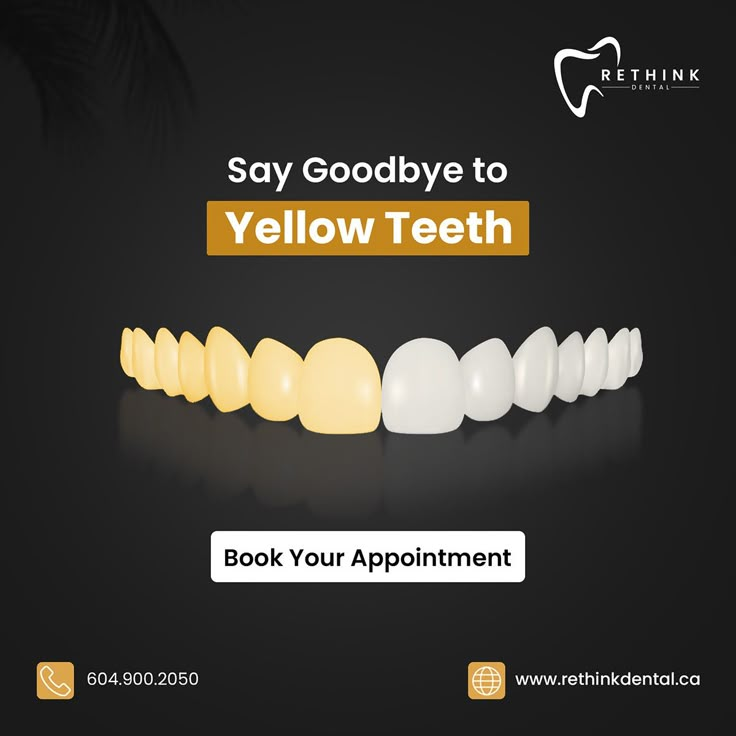 RETHINK
DENTAL
Say Goodbye to
Yellow Teeth
Book Your Appointment
604.900.2050
www.rethinkdental.ca